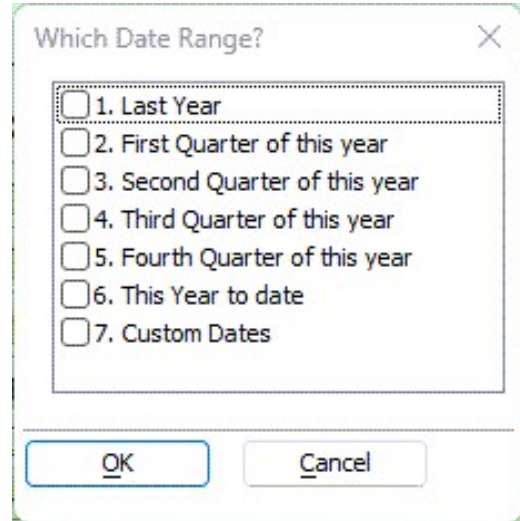 Which Date Range?
1. Last Year
2. First Quarter of this year
3. Second Quarter of this year
4. Third Quarter of this year
5. Fourth Quarter of this year
6. This Year to date
7. Custom Dates
OK Cancel